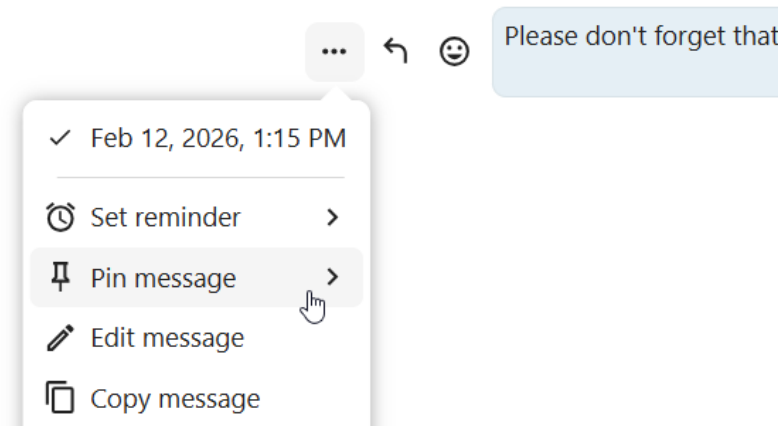 Please don't forget that
Feb 12, 2026, 1:15 PM
Set reminder
Pin message
Edit message
Copy message